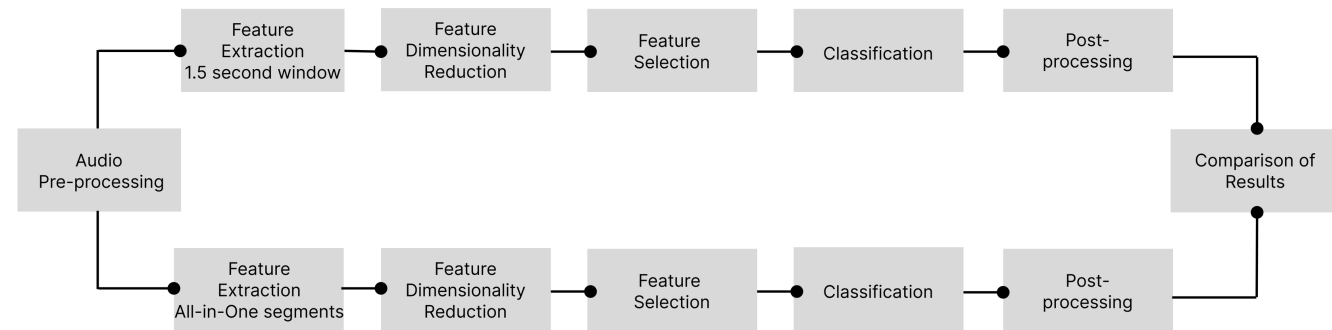 Feature
Extraction
1.5 second window
Feature
Dimensionality
Reduction
Feature
Selection
Classification
Post-
processing
Audio
Pre-processing
Comparison of
Results
Feature
Extraction
All-in-One segments
Feature
Dimensionality
Reduction
Feature
Selection
Classification
Post-
processing